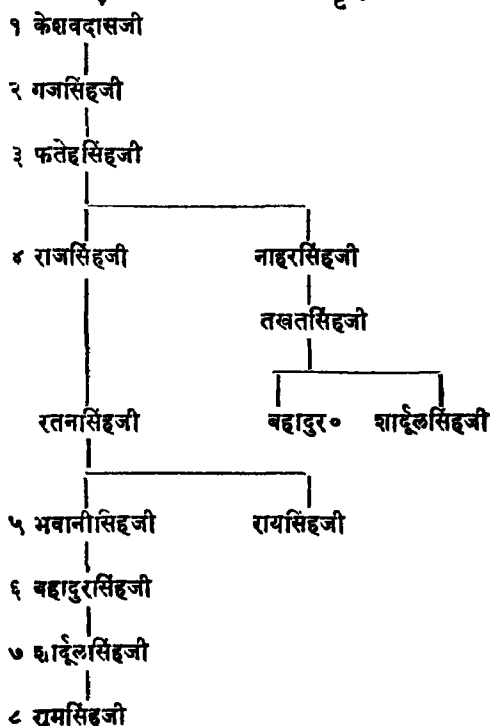 १ केशवदासजी
२ गजसिंहजी
३ फतेहसिंहजी
४ राजसिंहजी नाहरसिंहजी
तखतसिंहजी
रतनसिंहजी बहादुर० शार्दूलसिंहजी
५ भवानीसिंहजी रायसिंहजी
६ बहादुरसिंहजी
७ शार्दूलसिंहजी
८ रामसिंहजी